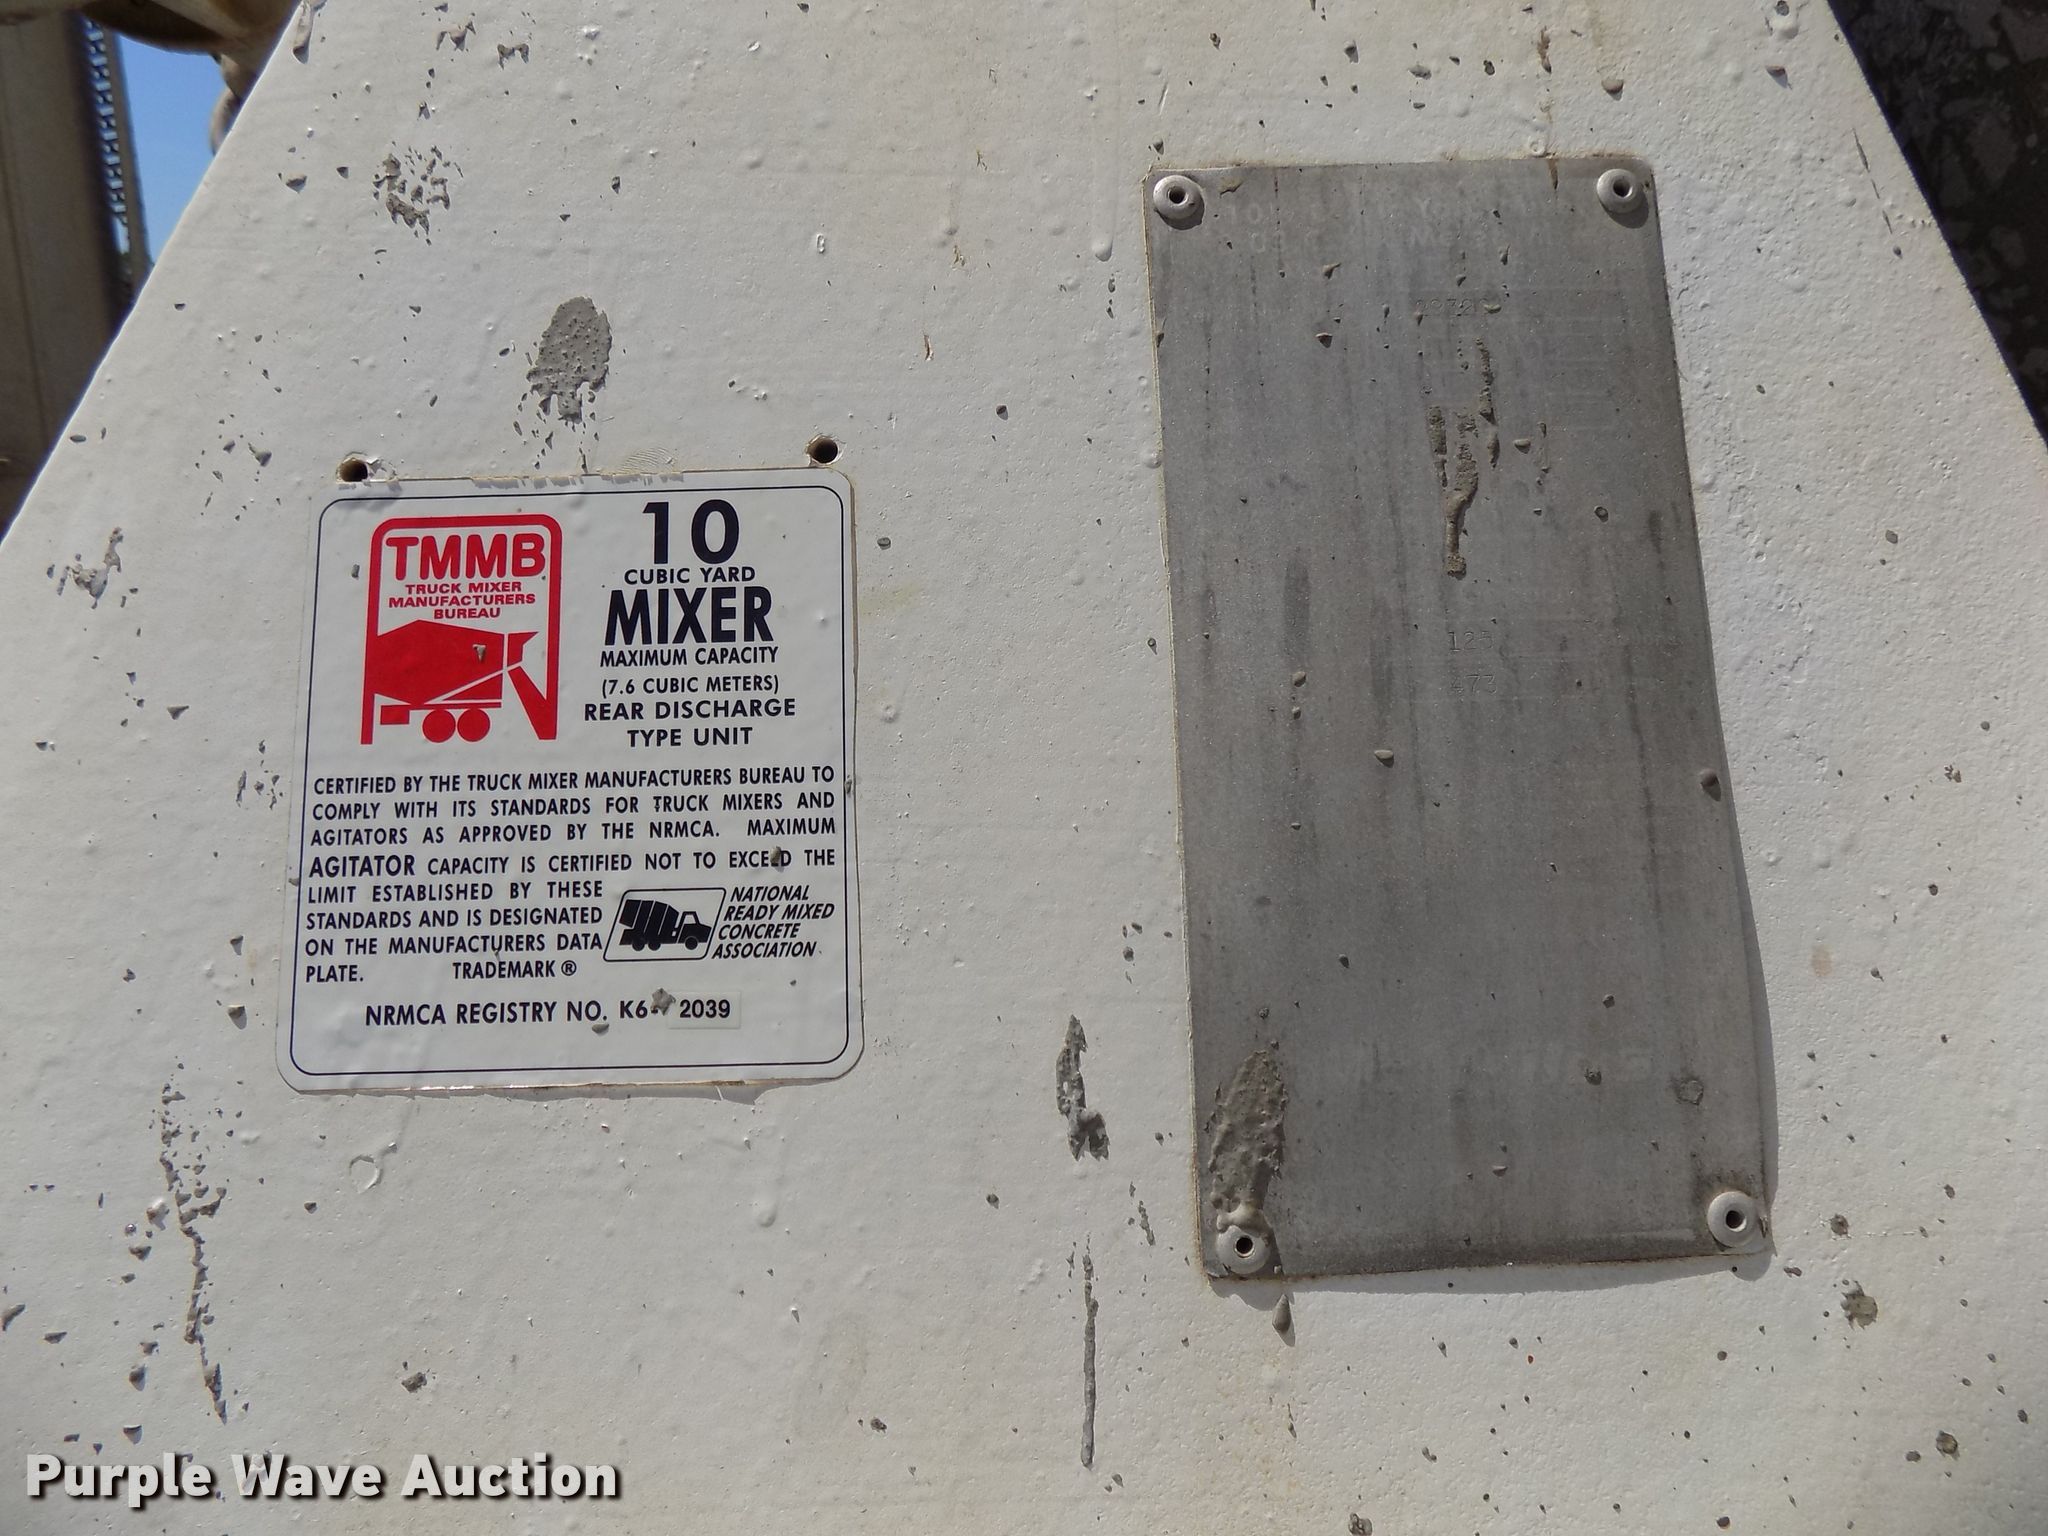 TMMB
TRUCK MIXER
MANUFACTURERS
BUREAU
10
CUBIC YARD
MIXER
MAXIMUM CAPACITY
(7.6 CUBIC METERS)
REAR DISCHARGE
TYPE UNIT
CERTIFIED BY THE TRUCK MIXER MANUFACTURERS BUREAU TO
COMPLY WITH ITS STANDARDS FOR TRUCK MIXERS AND
AGITATORS AS APPROVED BY THE NRMCA. MAXIMUM
AGITATOR CAPACITY IS CERTIFIED NOT TO EXCEED THE
LIMIT ESTABLISHED BY THESE
STANDARDS AND IS DESIGNATED
ON THE MANUFACTURERS DATA
PLATE. TRADEMARK ®
NATIONAL
READY MIXED
CONCRETE
ASSOCIATION
NRMCA REGISTRY NO. K6- 2039
125
473
Purple Wave Auction